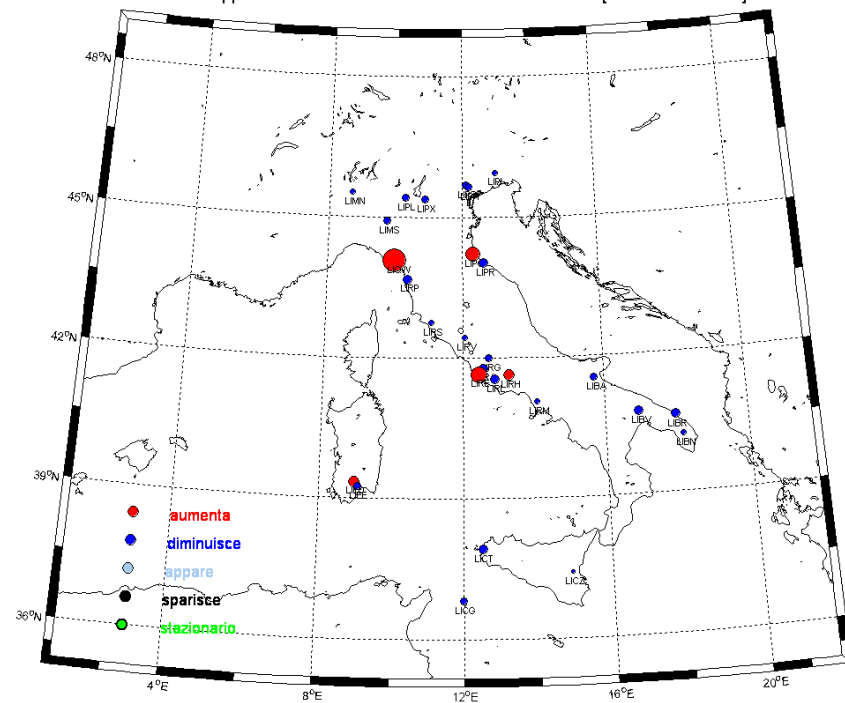 48°N
45°N
42°N
39°N
36°N
4°E
8°E
12°E
16°E
20°E
LIMN
LIPL
LIPX
LIMS
LIRP
LIPR
LIRS
LIRV
LIRH
LIRM
LIBA
LIBV
LIBR
LIBN
LICT
LICZ
LICG
aumenta
diminuisce
appare
sparisce
stazionario